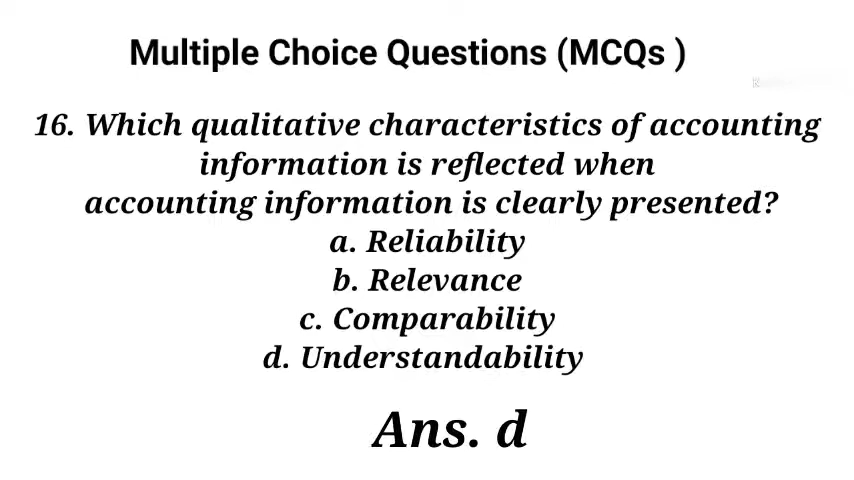 Multiple Choice Questions (MCQs )
16. Which qualitative characteristics of accounting
information is reflected when
accounting information is clearly presented?
a. Reliability
b. Relevance
c. Comparability
d. Understandability
Ans. d